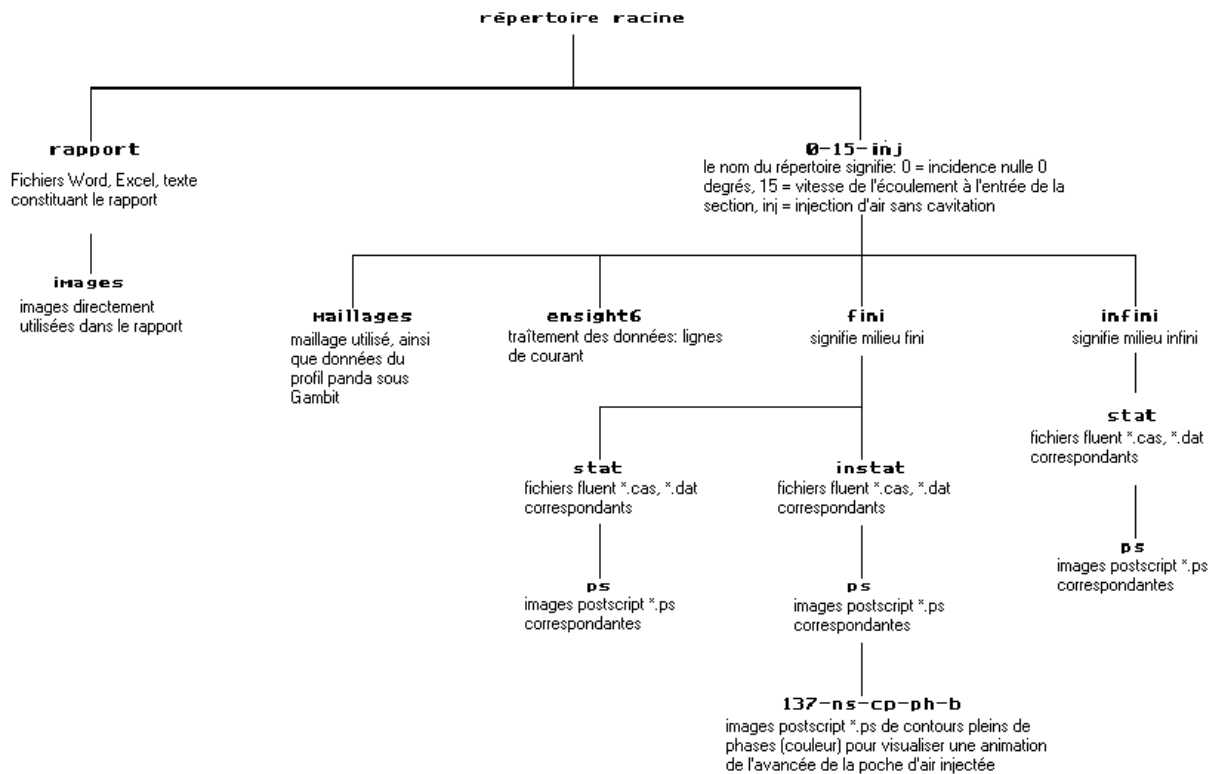 répertoire racine
rapport
Fichiers Word, Excel, texte
constituant le rapport
images
images directement
utilisées dans le rapport
0-15-inj
le nom du répertoire signifie: 0 = incidence nulle 0
degrés, 15 = vitesse de l'écoulement à l'entrée de la
section, inj = injection d'air sans cavitation
maillages
maillage utilisé, ainsi
que données du
profil panda sous
Gambit
ensight6
traîtement des données: lignes
de courant
fini
signifie milieu fini
infini
signifie milieu infini
stat
fichiers fluent *.cas, *.dat
correspondants
ps
images postscript *.ps
correspondantes
instat
fichiers fluent *.cas, *.dat
correspondants
ps
images postscript *.ps
correspondantes
137-ns-cp-ph-b
images postscript *.ps de contours pleins de
phases (couleur) pour visualiser une animation
de l'avancée de la poche d'air injectée
stat
fichiers fluent *.cas, *.dat
correspondants
ps
images postscript *.ps
correspondantes